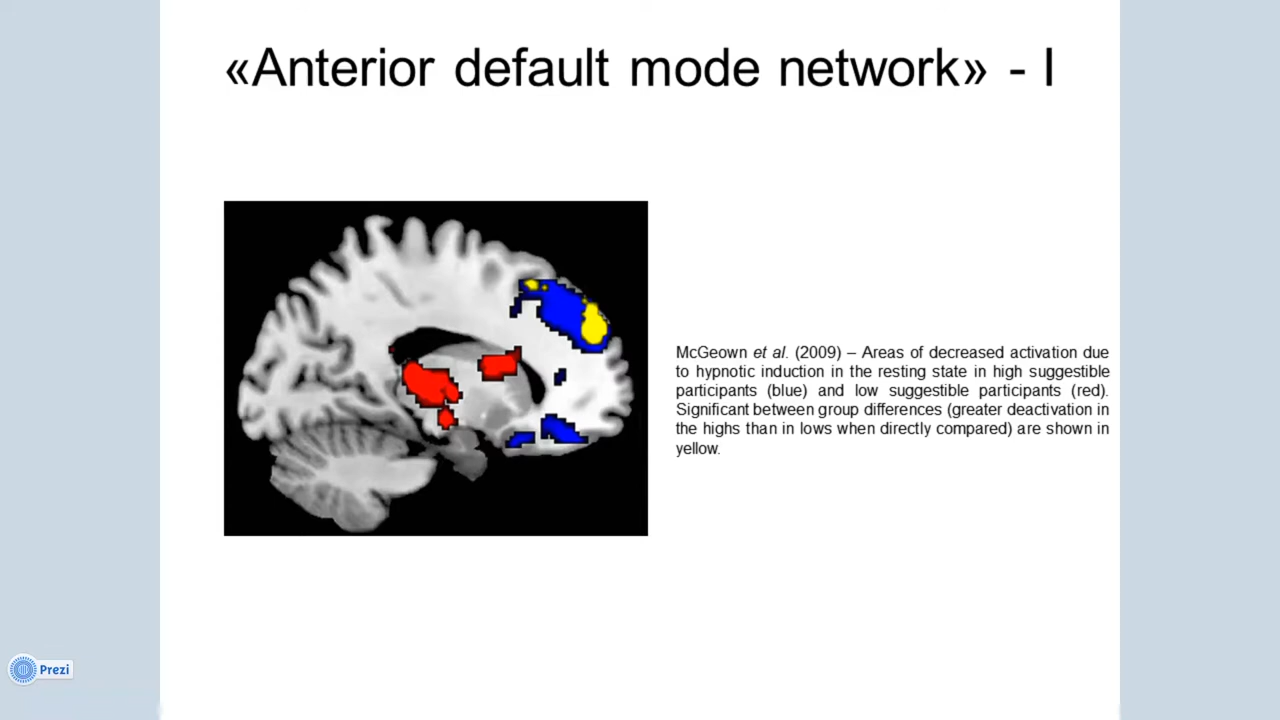 «Anterior default mode network» - I
McGeown et al. (2009) – Areas of decreased activation due
to hypnotic induction in the resting state in high suggestible
participants (blue) and low suggestible participants (red).
Significant between group differences (greater deactivation in
the highs than in lows when directly compared) are shown in
yellow.
Prezi